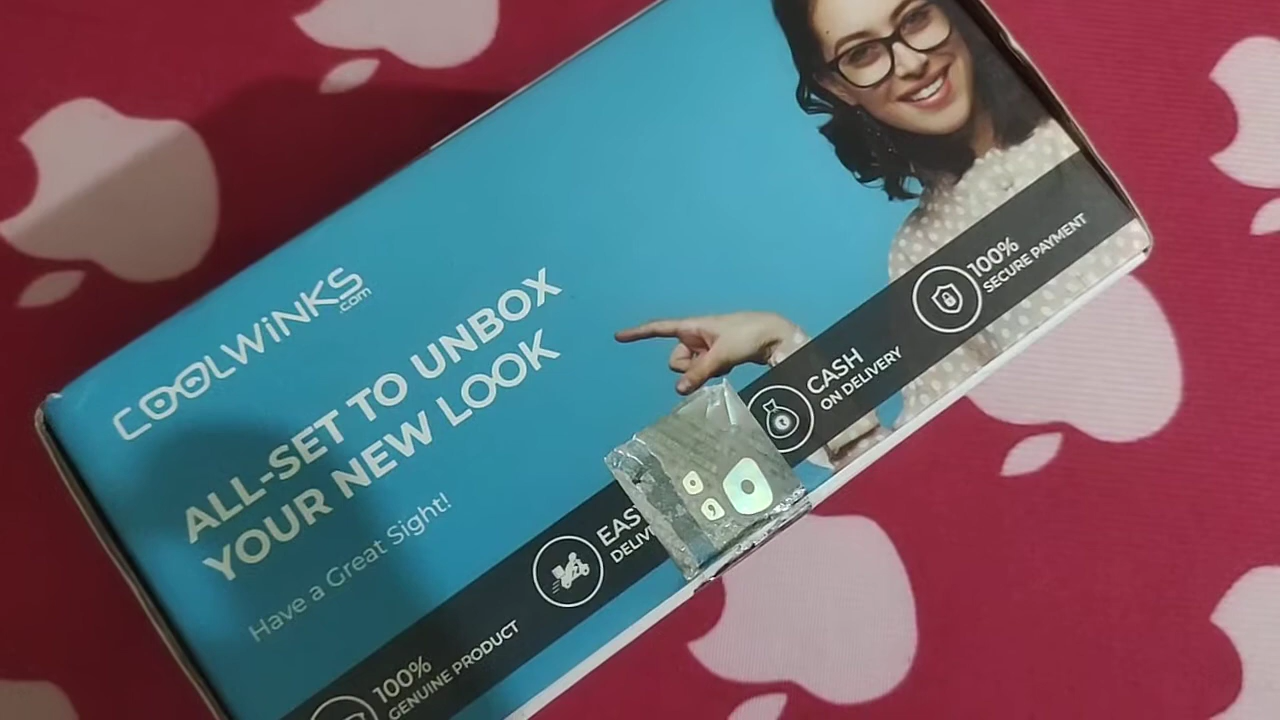 COOLWiNKS
.com
ALL-SET TO UNBOX
YOUR NEW LOOK
Have a Great Sight!
100%
GENUINE PRODUCT
CASH
ON DELIVERY
100%
SECURE PAYMENT